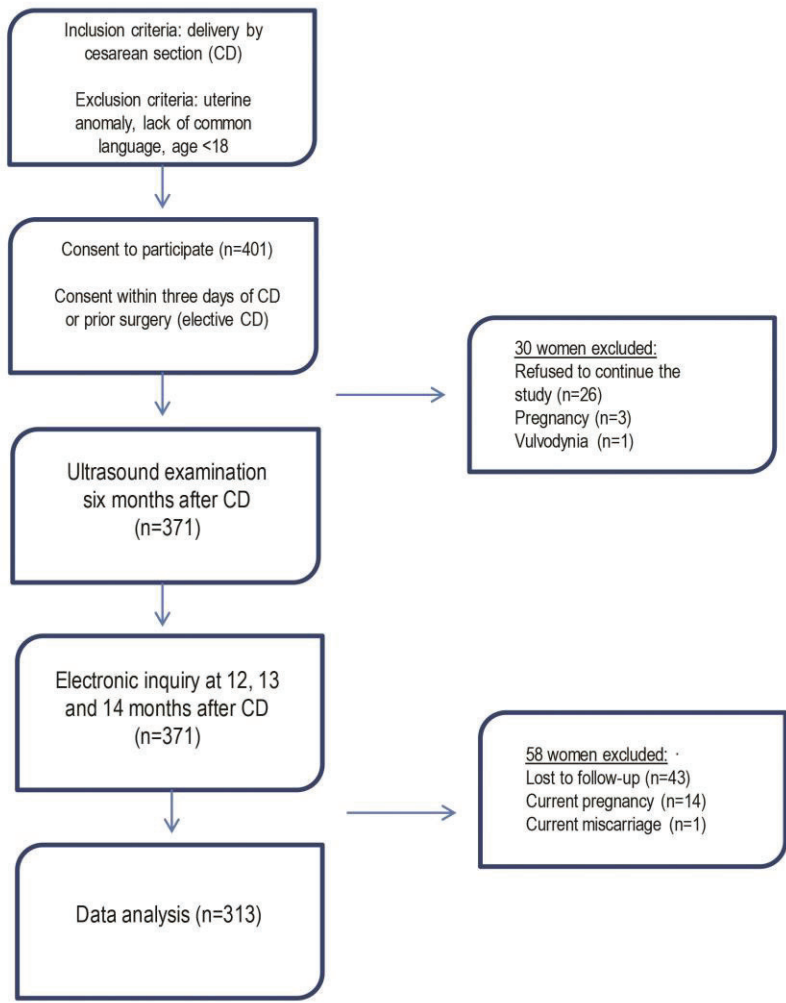 Inclusion criteria: delivery by
cesarean section (CD)
Exclusion criteria: uterine
anomaly, lack of common
language, age <18
Consent to participate (n=401)
Consent within three days of CD
or prior surgery (elective CD)
30 women excluded:
Refused to continue the
study (n=26)
Pregnancy (n=3)
Vulvodynia (n=1)
Ultrasound examination
six months after CD
(n=371)
Electronic inquiry at 12, 13
and 14 months after CD
(n=371)
58 women excluded:
Lost to follow-up (n=43)
Current pregnancy (n=14)
Current miscarriage (n=1)
Data analysis (n=313)